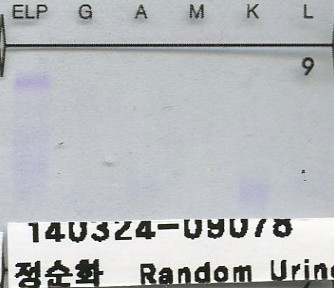 ELP G A M K L
9
140324-09078
정순화 Random Urine